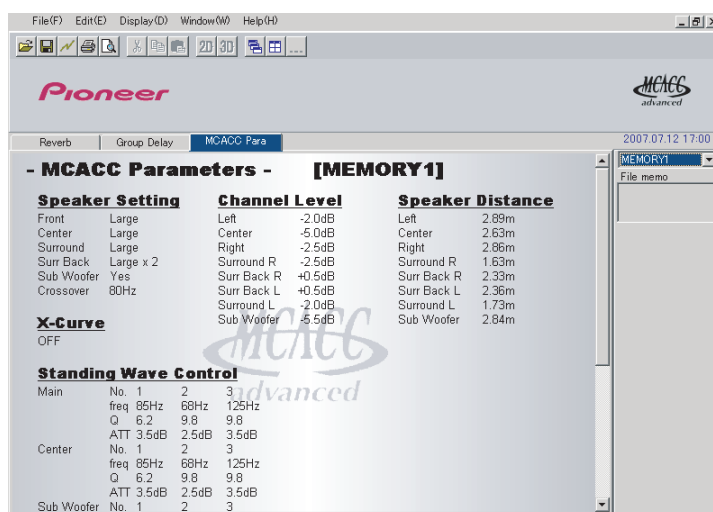 File(F) Edit(E) Display(D) Window(W) Help(H)
2D 3D ...
Pioneer
MCACC
advanced
Reverb Group Delay MCACC Para 2007.07.12 17:00
- MCACC Parameters - [MEMORY1]
MEMORY1
File memo
Speaker Setting Channel Level Speaker Distance
Front Large Left -2.0dB Left 2.89m
Center Large Center -5.0dB Center 2.63m
Surround Large Right -2.5dB Right 2.86m
Surr Back Large x 2 Surround R -2.5dB Surround R 1.63m
Sub Woofer Yes Surr Back R +0.5dB Surr Back R 2.33m
Crossover 80Hz Surr Back L +0.5dB Surr Back L 2.36m
Surround L -2.0dB Surround L 1.73m
X-Curve Sub Woofer -5.5dB Sub Woofer 2.84m
OFF
MCACC
advanced
Standing Wave Control
Main No. 1 2 3
freq 85Hz 68Hz 125Hz
Q 6.2 9.8 9.8
ATT 3.5dB 2.5dB 3.5dB
Center No. 1 2 3
freq 85Hz 68Hz 125Hz
Q 6.2 9.8 9.8
ATT 3.5dB 2.5dB 3.5dB
Sub Woofer No. 1 2 3